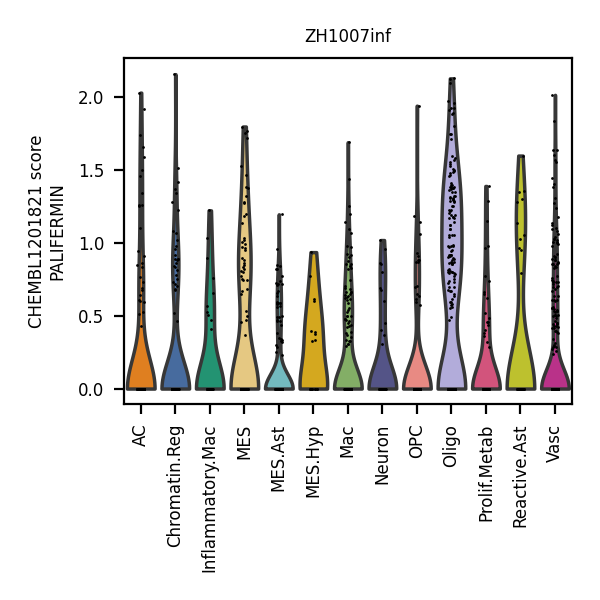 ZH1007inf
CHEMBL1201821 score
PALIFERMIN
2.0
1.5
1.0
0.5
0.0
AC
Chromatin.Reg
Inflammatory.Mac
MES
MES.Ast
MES.Hyp
Mac
Neuron
OPC
Oligo
Prolif.Metab
Reactive.Ast
Vasc